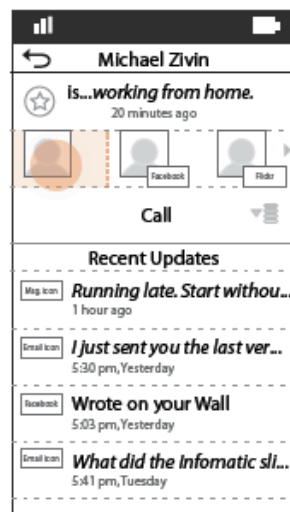 Michael Zivin
is...working from home.
20 minutes ago
Facebook
Flickr
Call
Recent Updates
Msg. Icon
Running late. Start withou...
1 hour ago
Email icon
I just sent you the last ver...
5:30 pm, Yesterday
Facebook
Wrote on your Wall
5:03 pm, Yesterday
Email icon
What did the Infomatic sli...
5:41 pm, Tuesday